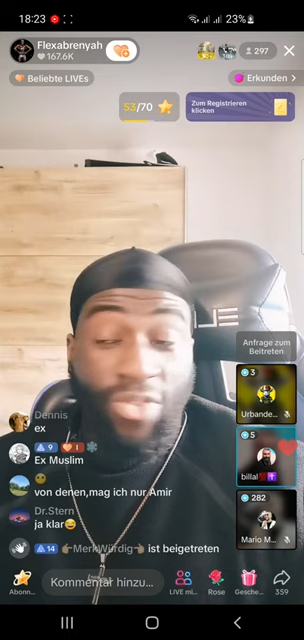 18:23
23%
Flexabrenyah
167.6K
297
Beliebte LIVEs
Erkunden >
53/70
Zum Registrieren klicken
Anfrage zum Beitreten
3
Urbande...
5
billal
282
Mario M...
Dennis
ex
9 1
Ex Muslim
von denen,mag ich nur Amir
Dr.Stern
ja klar😂
14 MerkWürdig ist beigetreten
Abonn...
Kommentar hinzu...
LIVE mi...
Rose
Gesche...
359